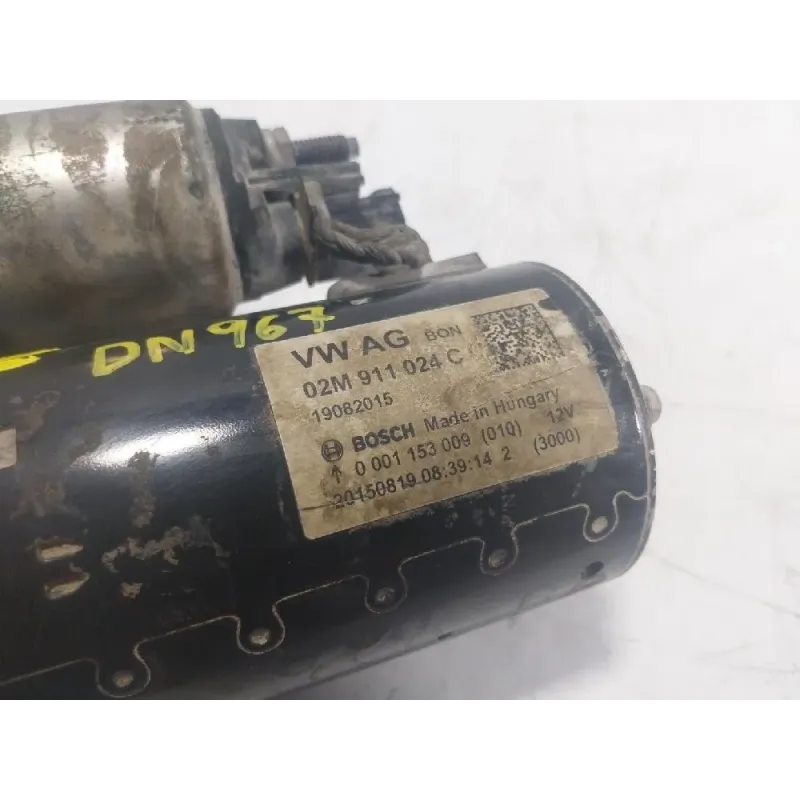 DN967
VW AG BON
02M 911 024 C
19082015
BOSCH Made in Hungary
↑ 0 001 153 009 (010) 12V
20150819 08:39:14 2 (3000)